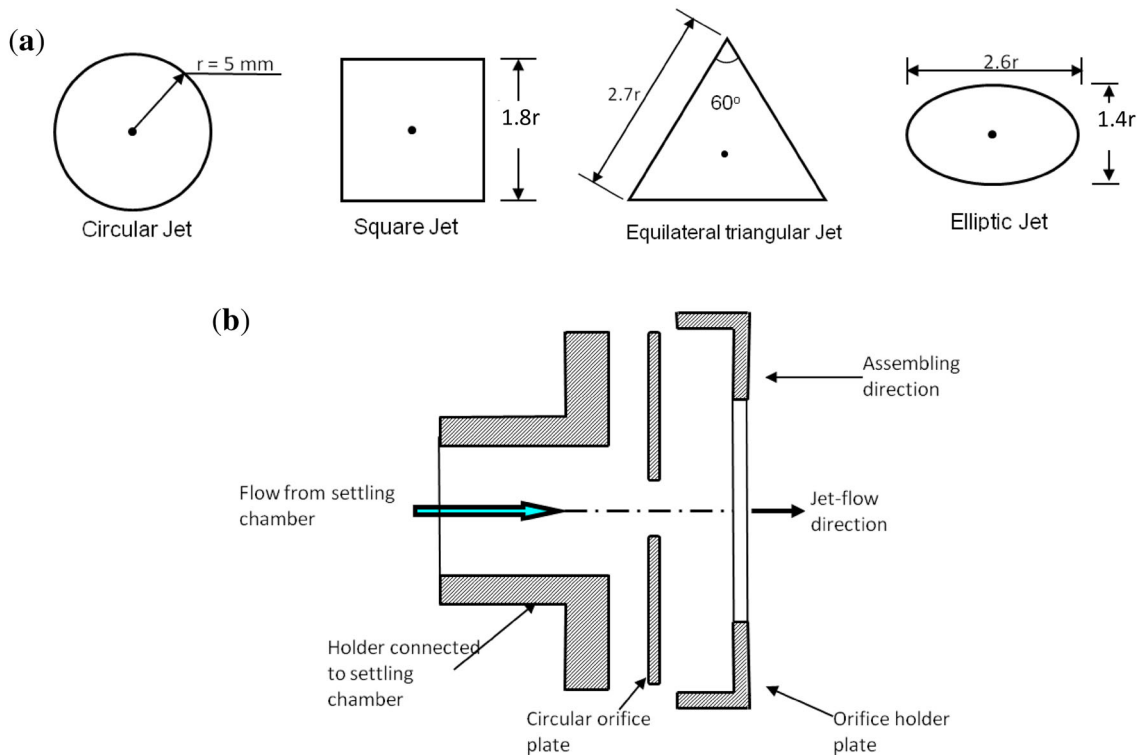 (a)
r = 5 mm
Circular Jet
1.8r
Square Jet
2.7r
60o
Equilateral triangular Jet
2.6r
1.4r
Elliptic Jet
(b)
Assembling
direction
Flow from settling
chamber
Jet-flow
direction
Holder connected
to settling
chamber
Circular orifice
plate
Orifice holder
plate